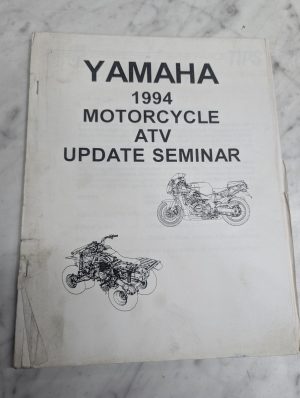 YAMAHA
1994
MOTORCYCLE
ATV
UPDATE SEMINAR